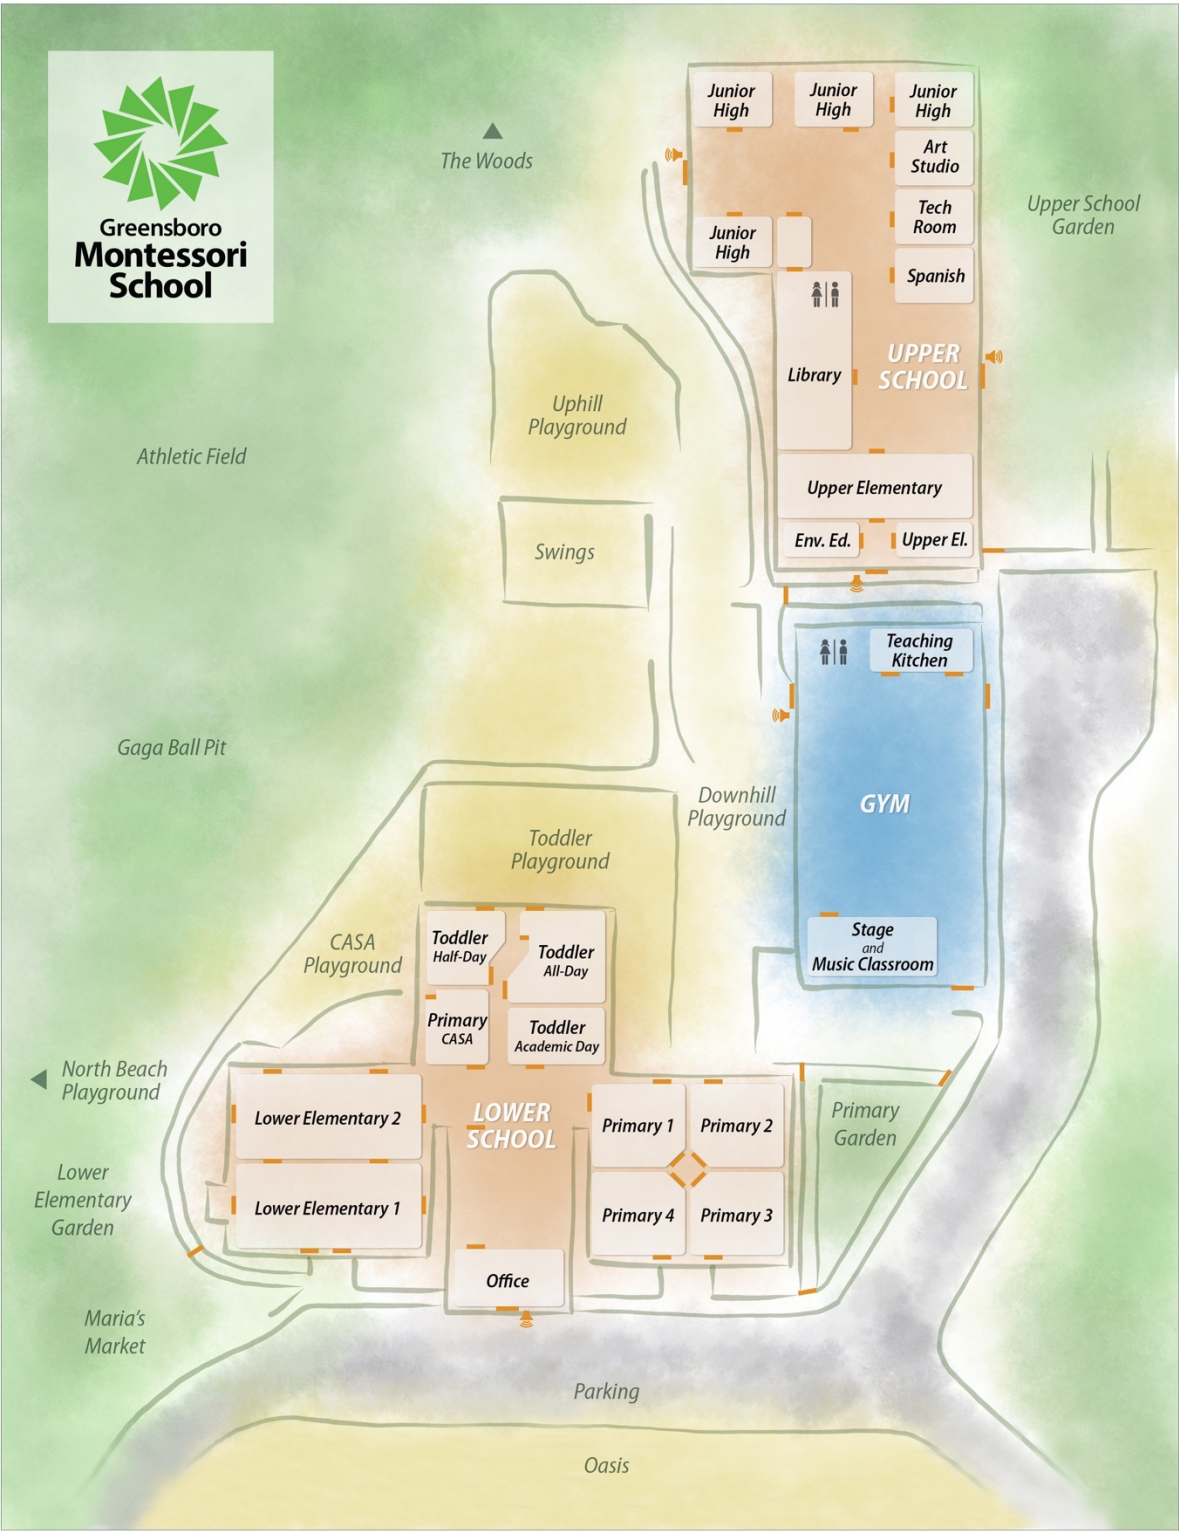 Greensboro
Montessori
School
The Woods
Junior
High
Junior
High
Junior
High
Art
Studio
Tech
Room
Junior
High
Spanish
Upper School
Garden
Library
UPPER
SCHOOL
Uphill
Playground
Athletic Field
Upper Elementary
Env. Ed.
Upper El.
Swings
Teaching
Kitchen
Gaga Ball Pit
Downhill
Playground
GYM
Toddler
Playground
Stage
and
Music Classroom
CASA
Playground
Toddler
Half-Day
Toddler
All-Day
Primary
CASA
Toddler
Academic Day
North Beach
Playground
Lower Elementary 2
LOWER
SCHOOL
Primary 1
Primary 2
Primary
Garden
Lower
Elementary
Garden
Lower Elementary 1
Primary 4
Primary 3
Office
Maria's
Market
Parking
Oasis